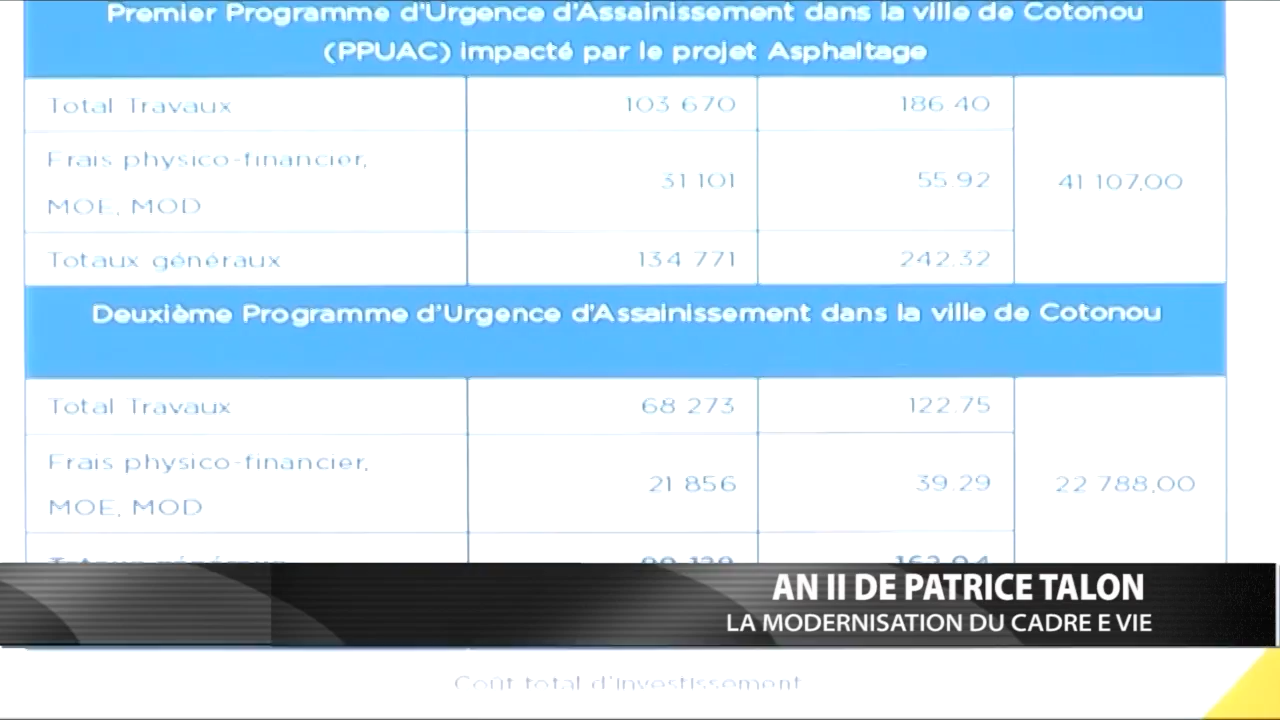 Premier Programme d'Urgence d'Assainissement dans la ville de Cotonou
(PPUAC) impacté par le projet Asphaltage
Total Travaux 103 670 186.40
Frais physico-financier,
MOE, MOD 31 101 55.92 41 107,00
Totaux généraux 134 771 242.32
Deuxième Programme d'Urgence d'Assainissement dans la ville de Cotonou
Total Travaux 68 273 122.75
Frais physico-financier,
MOE, MOD 21 856 39.29 22 788,00
Totaux généraux
AN II DE PATRICE TALON
LA MODERNISATION DU CADRE E VIE
Coût total d'investissement